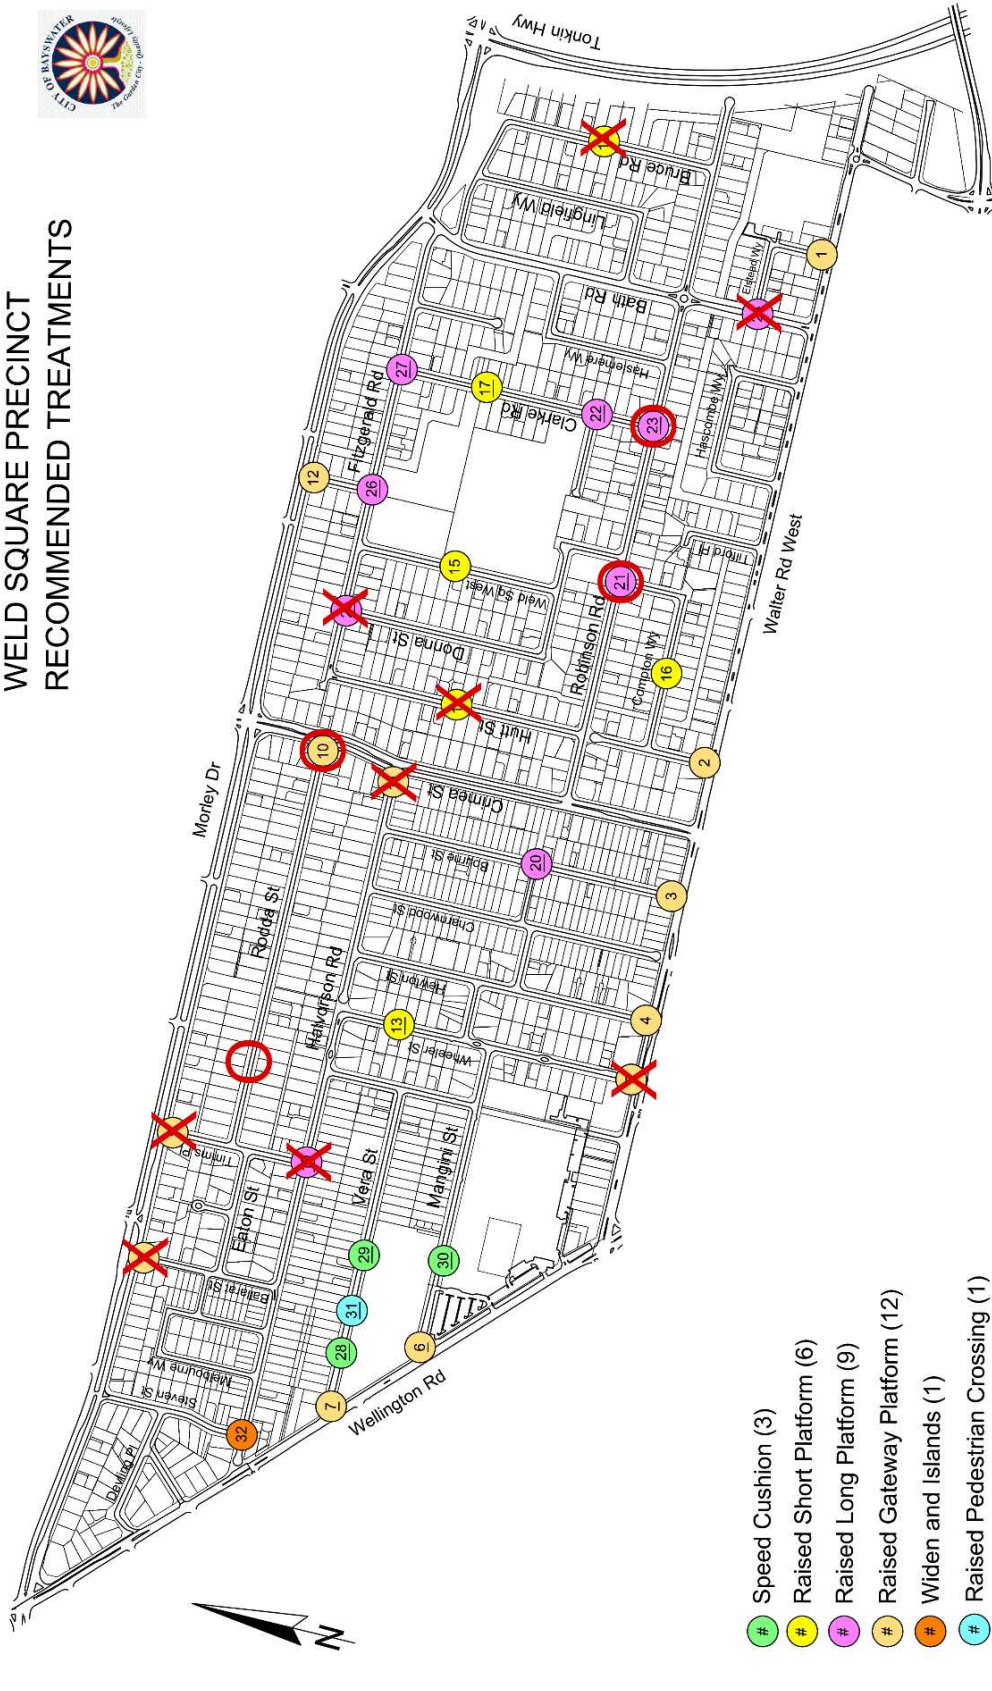 WELD SQUARE PRECINCT
RECOMMENDED TREATMENTS
CITY OF BAYSWATER
The Garden City - Quality Lifestyle
Tonkin Hwy
Bruce Rd
Lingfield Wy
Bath Rd
Elstead Wy
1
Haslemere Wy
Hascombe Wy
27
17
Clarke Rd
22
23
Fitzgerald Rd
12
26
15
Weld Sq West
21
Tilford Pl
Walter Rd West
Donna St
Robinson Rd
Compton Wy
16
Hutt St
2
Morley Dr
10
Crimea St
Bourne St
20
3
Rodda St
Charnwood St
Halvorson Rd
Hewton St
13
Wheeler St
4
Timms Pl
Eaton St
Vera St
Mangini St
29
30
31
28
Ballarat St
Melbourne Wy
Steven St
6
7
Wellington Rd
32
Devling Pl
N
# Speed Cushion (3)
# Raised Short Platform (6)
# Raised Long Platform (9)
# Raised Gateway Platform (12)
# Widen and Islands (1)
# Raised Pedestrian Crossing (1)